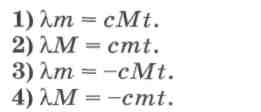 1) λm = cMt.
2) λM = cmt.
3) λm = -cMt.
4) λM = -cmt.